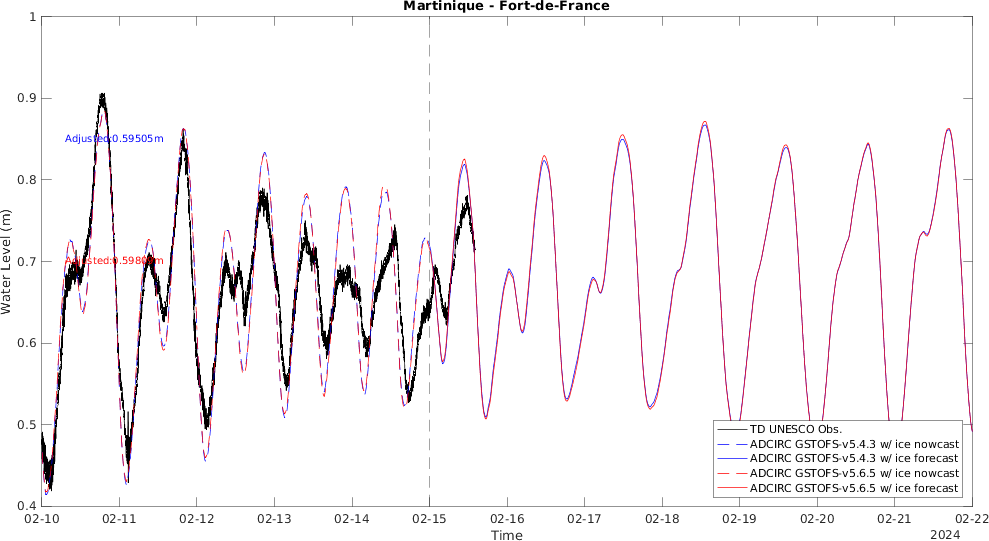 Martinique - Fort-de-France
Water Level (m)
1
0.9
0.8
0.7
0.6
0.5
0.4
Adjusted:0.59505m
TD UNESCO Obs.
ADCIRC GSTOFS-v5.4.3 w/ ice nowcast
ADCIRC GSTOFS-v5.4.3 w/ ice forecast
ADCIRC GSTOFS-v5.6.5 w/ ice nowcast
ADCIRC GSTOFS-v5.6.5 w/ ice forecast
02-10 02-11 02-12 02-13 02-14 02-15 02-16 02-17 02-18 02-19 02-20 02-21 02-22
Time
2024